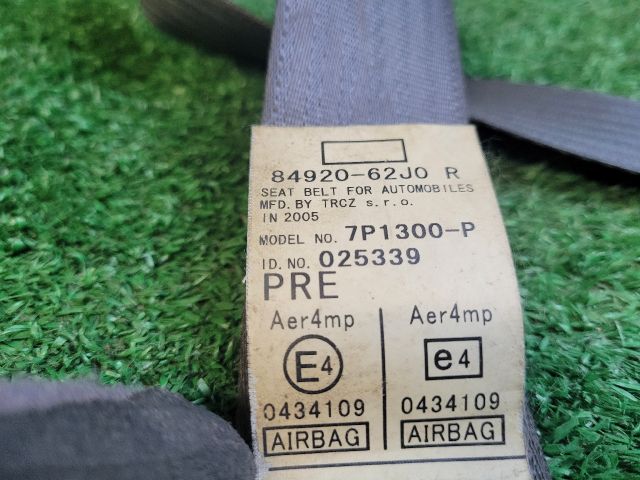 84920-62J0 R
SEAT BELT FOR AUTOMOBILES
MFD. BY TRCZ s.r.o.
IN 2005
MODEL NO. 7P1300-P
ID. NO. 025339
PRE
Aer4mp Aer4mp
E4 e4
0434109 0434109
AIRBAG AIRBAG